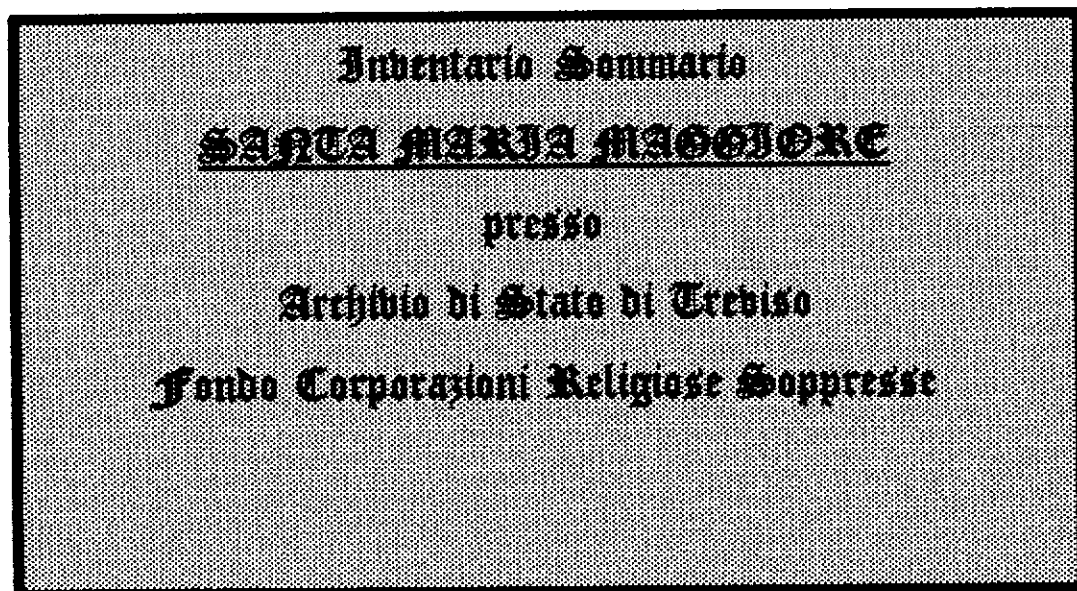 Inventario Sommario
SANTA MARIA MAGGIORE
presso
Archivio di Stato di Treviso
Fondo Corporazioni Religiose Soppresse